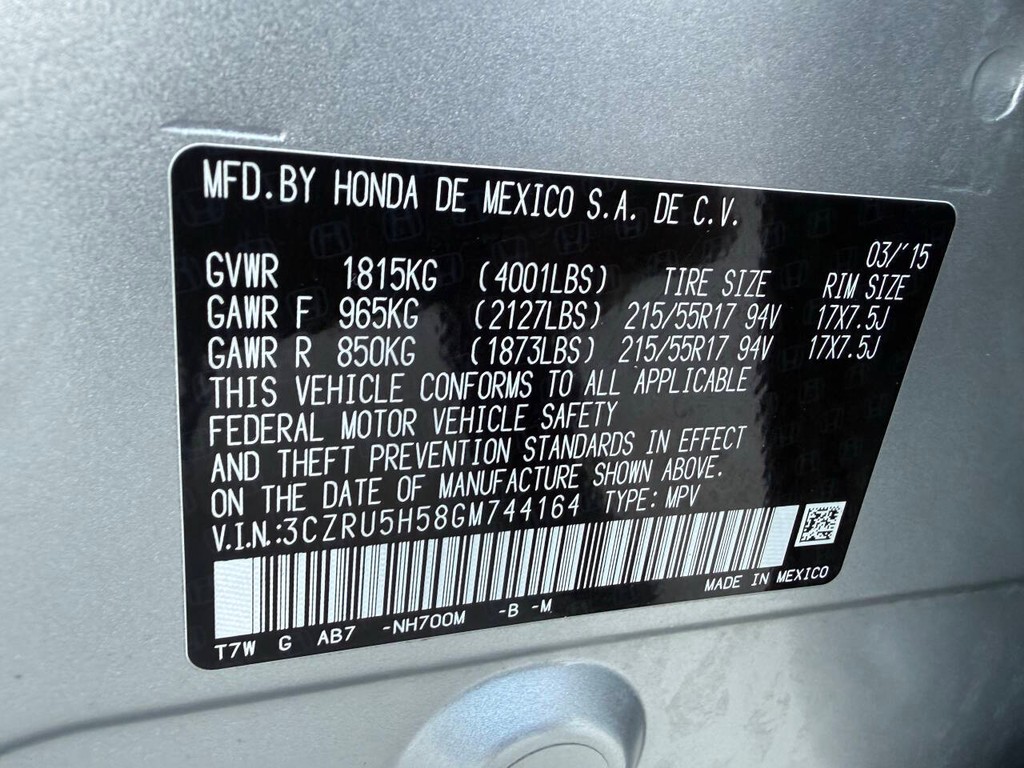 MFD.BY HONDA DE MEXICO S.A. DE C.V.
03/'15
GVWR 1815KG (4001LBS) TIRE SIZE RIM SIZE
GAWR F 965KG (2127LBS) 215/55R17 94V 17X7.5J
GAWR R 850KG (1873LBS) 215/55R17 94V 17X7.5J
THIS VEHICLE CONFORMS TO ALL APPLICABLE
FEDERAL MOTOR VEHICLE SAFETY
AND THEFT PREVENTION STANDARDS IN EFFECT
ON THE DATE OF MANUFACTURE SHOWN ABOVE.
V.I.N.:3CZRU5H58GM744164 TYPE: MPV
MADE IN MEXICO
T7W G AB7 -NH700M -B -M